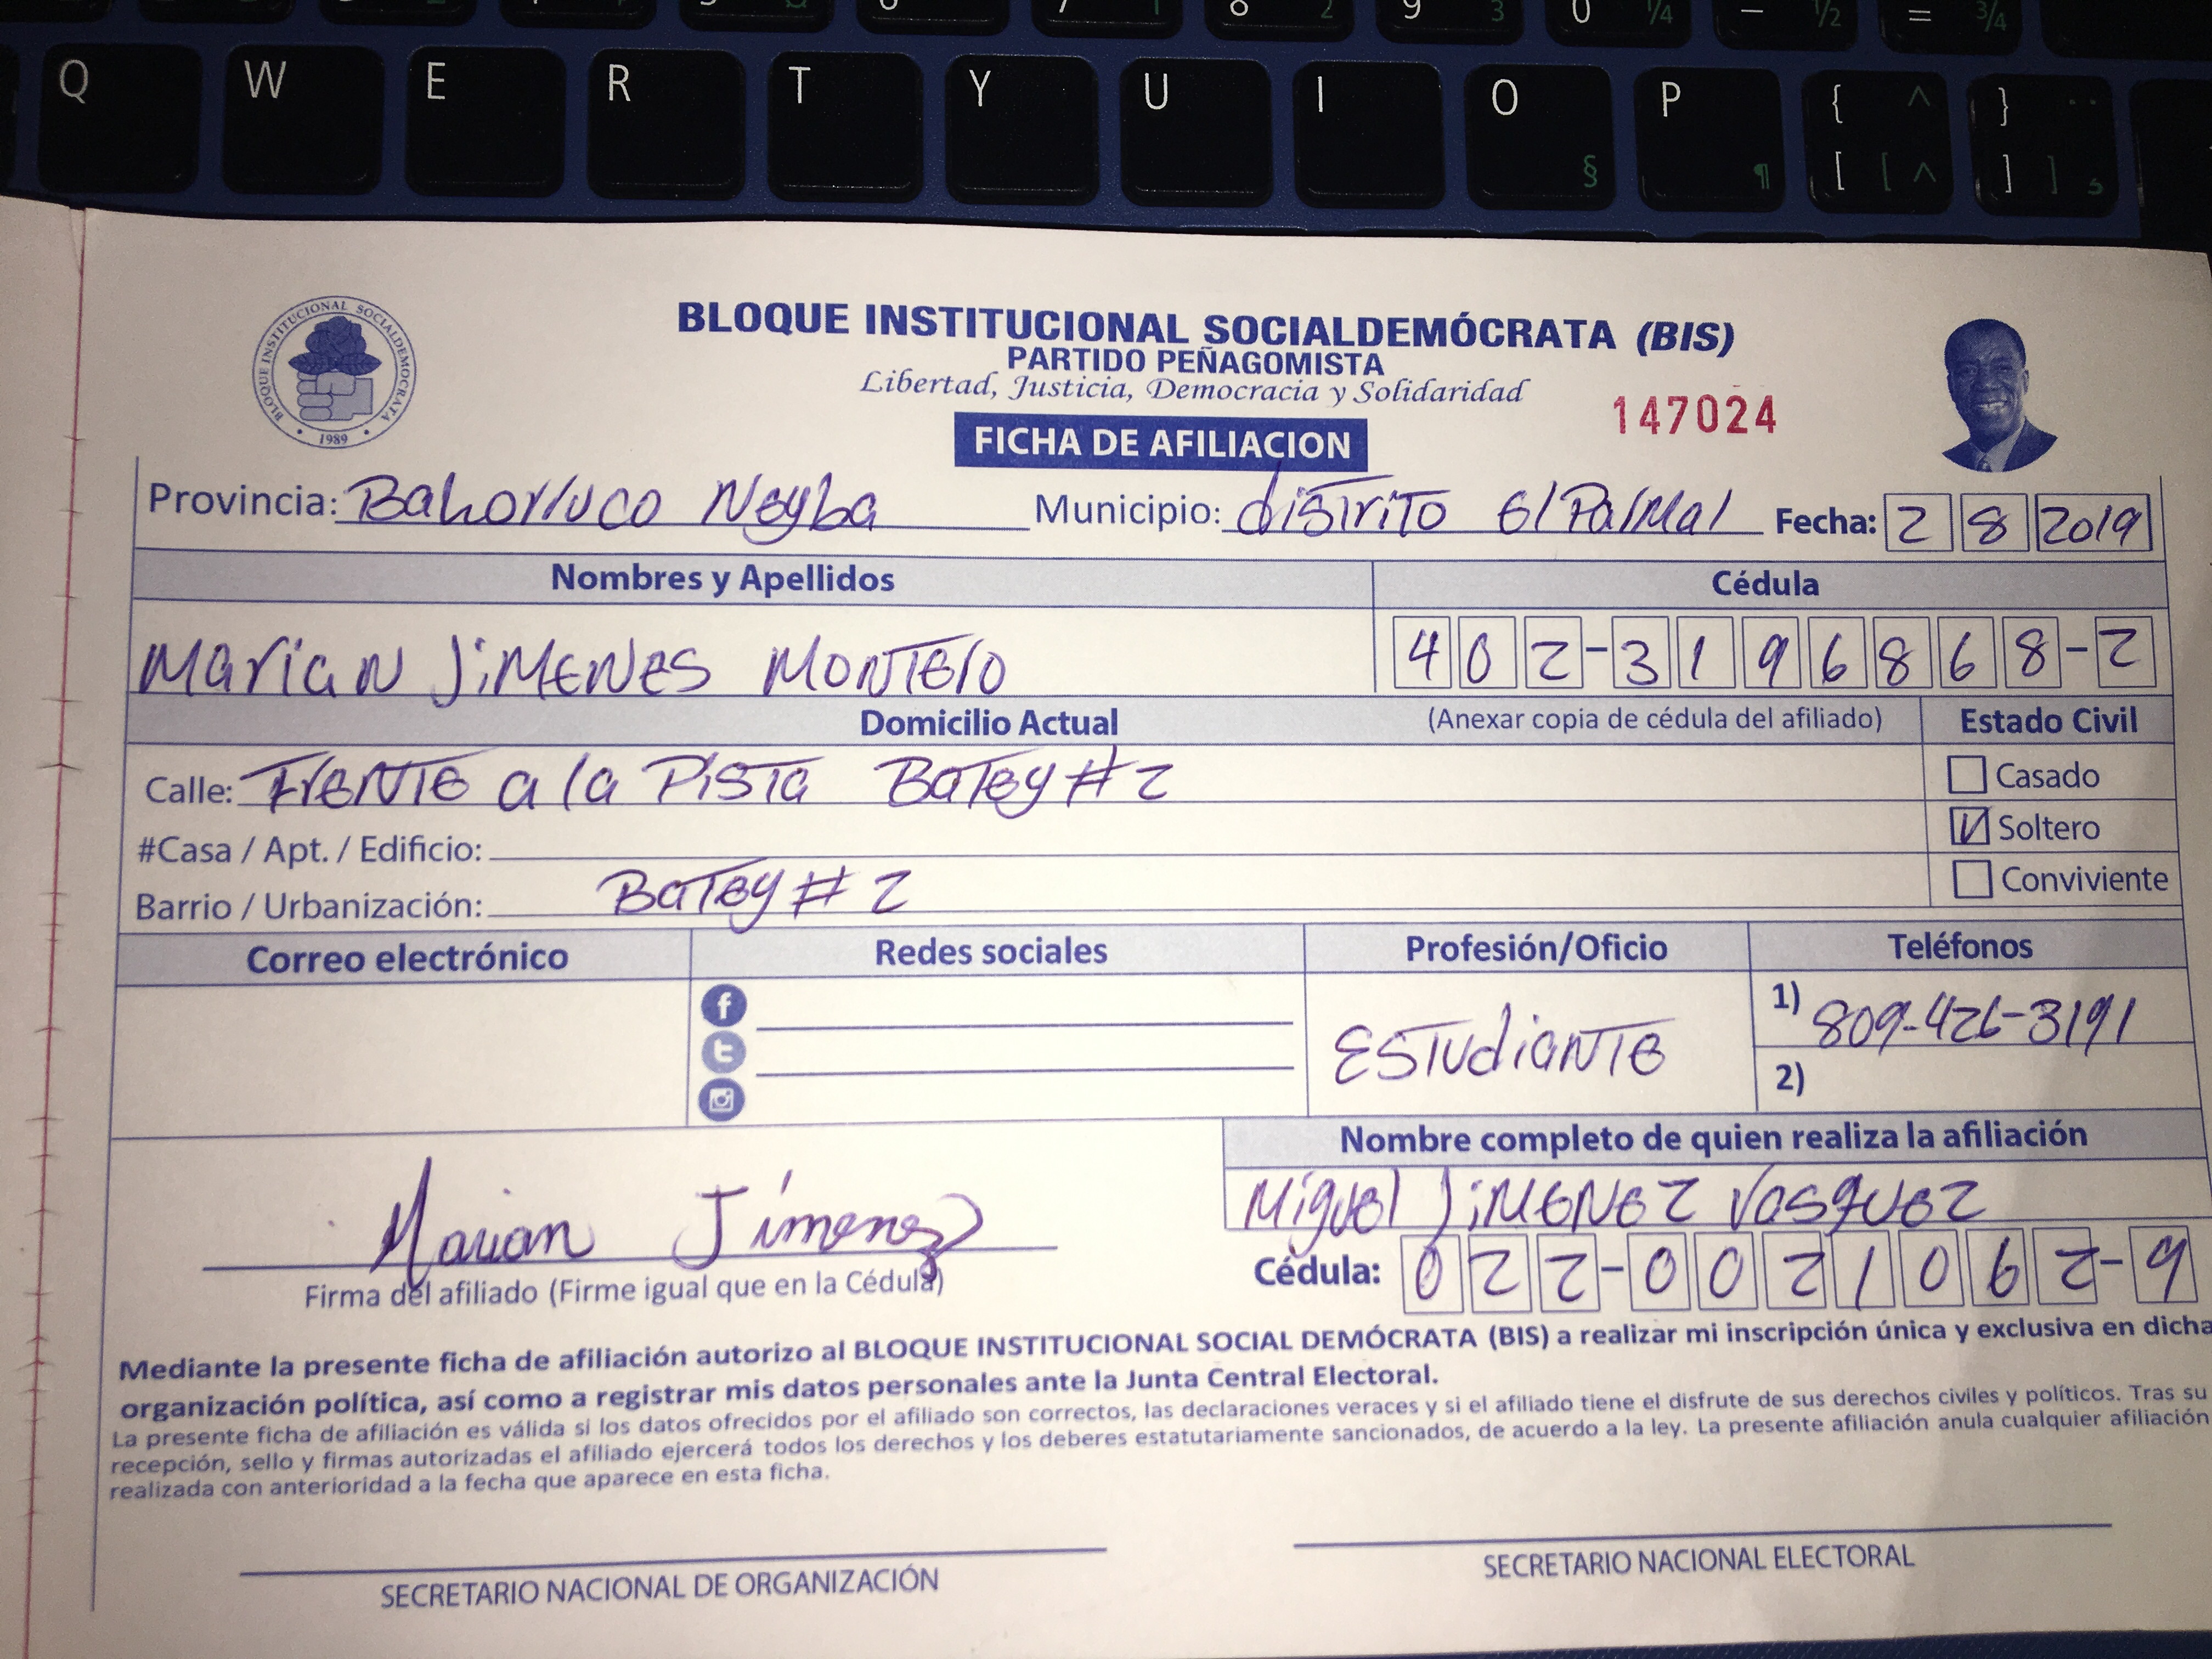 Q W E R T Y U I O § P ¶ { ^ [ [ ^ } ¨ ] ]
BLOQUE INSTITUCIONAL SOCIALDEMOCRATA
• 1989 •
BLOQUE INSTITUCIONAL SOCIALDEMÓCRATA (BIS)
PARTIDO PEÑAGOMISTA
Libertad, Justicia, Democracia y Solidaridad
147024
FICHA DE AFILIACION
Provincia: Bahorruco Neyba Municipio: distrito El Palmal Fecha: 2 8 2019
Nombres y Apellidos Cédula
Marian Jimenes Montero 402-3196868-2
Domicilio Actual (Anexar copia de cédula del afiliado) Estado Civil
Calle: Frente a la Pista Batey # 2 Casado
#Casa / Apt. / Edificio: Soltero
Barrio / Urbanización: Batey # 2 Conviviente
Correo electrónico Redes sociales Profesión/Oficio Teléfonos
Estudiante 1) 809-426-3191
2)
Nombre completo de quien realiza la afiliación
Miguel Jimenez Vasquez
Marian Jimenez
Firma del afiliado (Firme igual que en la Cédula) Cédula: 022-0021062-9
Mediante la presente ficha de afiliación autorizo al BLOQUE INSTITUCIONAL SOCIAL DEMÓCRATA (BIS) a realizar mi inscripción única y exclusiva en dicha
organización política, así como a registrar mis datos personales ante la Junta Central Electoral.
La presente ficha de afiliación es válida si los datos ofrecidos por el afiliado son correctos, las declaraciones veraces y si el afiliado tiene el disfrute de sus derechos civiles y políticos. Tras su
recepción, sello y firmas autorizadas el afiliado ejercerá todos los derechos y los deberes estatutariamente sancionados, de acuerdo a la ley. La presente afiliación anula cualquier afiliación
realizada con anterioridad a la fecha que aparece en esta ficha.
SECRETARIO NACIONAL DE ORGANIZACIÓN SECRETARIO NACIONAL ELECTORAL